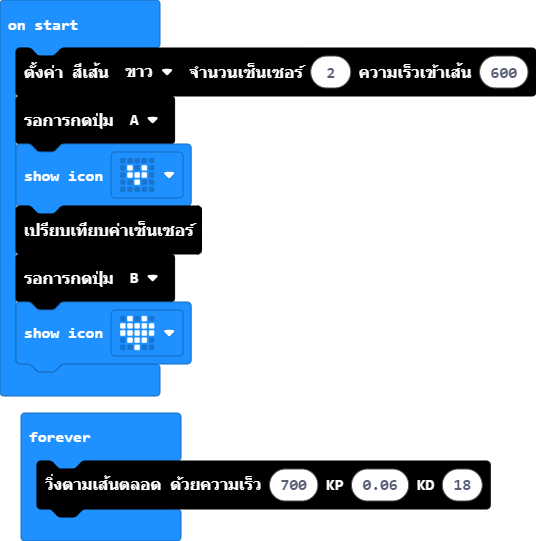 on start
ตั้งค่า สีเส้น ขาว จำนวนเซ็นเซอร์ 2 ความเร็วเข้าเส้น 600
รอการกดปุ่ม A
show icon
เปรียบเทียบค่าเซ็นเซอร์
รอการกดปุ่ม B
show icon
forever
วิ่งตามเส้นตลอด ด้วยความเร็ว 700 KP 0.06 KD 18